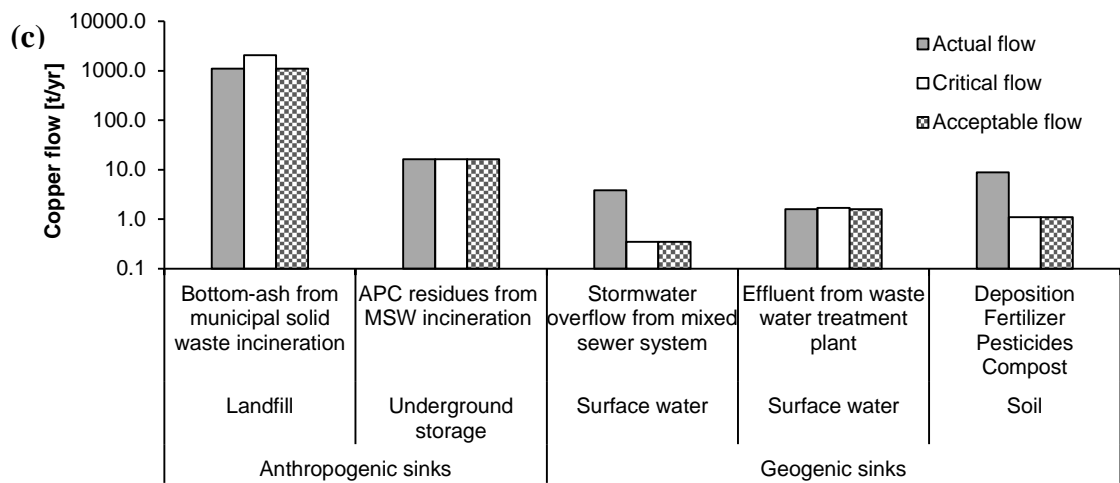 (c)
Copper flow [t/yr]
10000.0
1000.0
100.0
10.0
1.0
0.1
Actual flow
Critical flow
Acceptable flow
Bottom-ash from
municipal solid
waste incineration
APC residues from
MSW incineration
Stormwater
overflow from mixed
sewer system
Effluent from waste
water treatment
plant
Deposition
Fertilizer
Pesticides
Compost
Landfill
Underground
storage
Surface water
Surface water
Soil
Anthropogenic sinks
Geogenic sinks